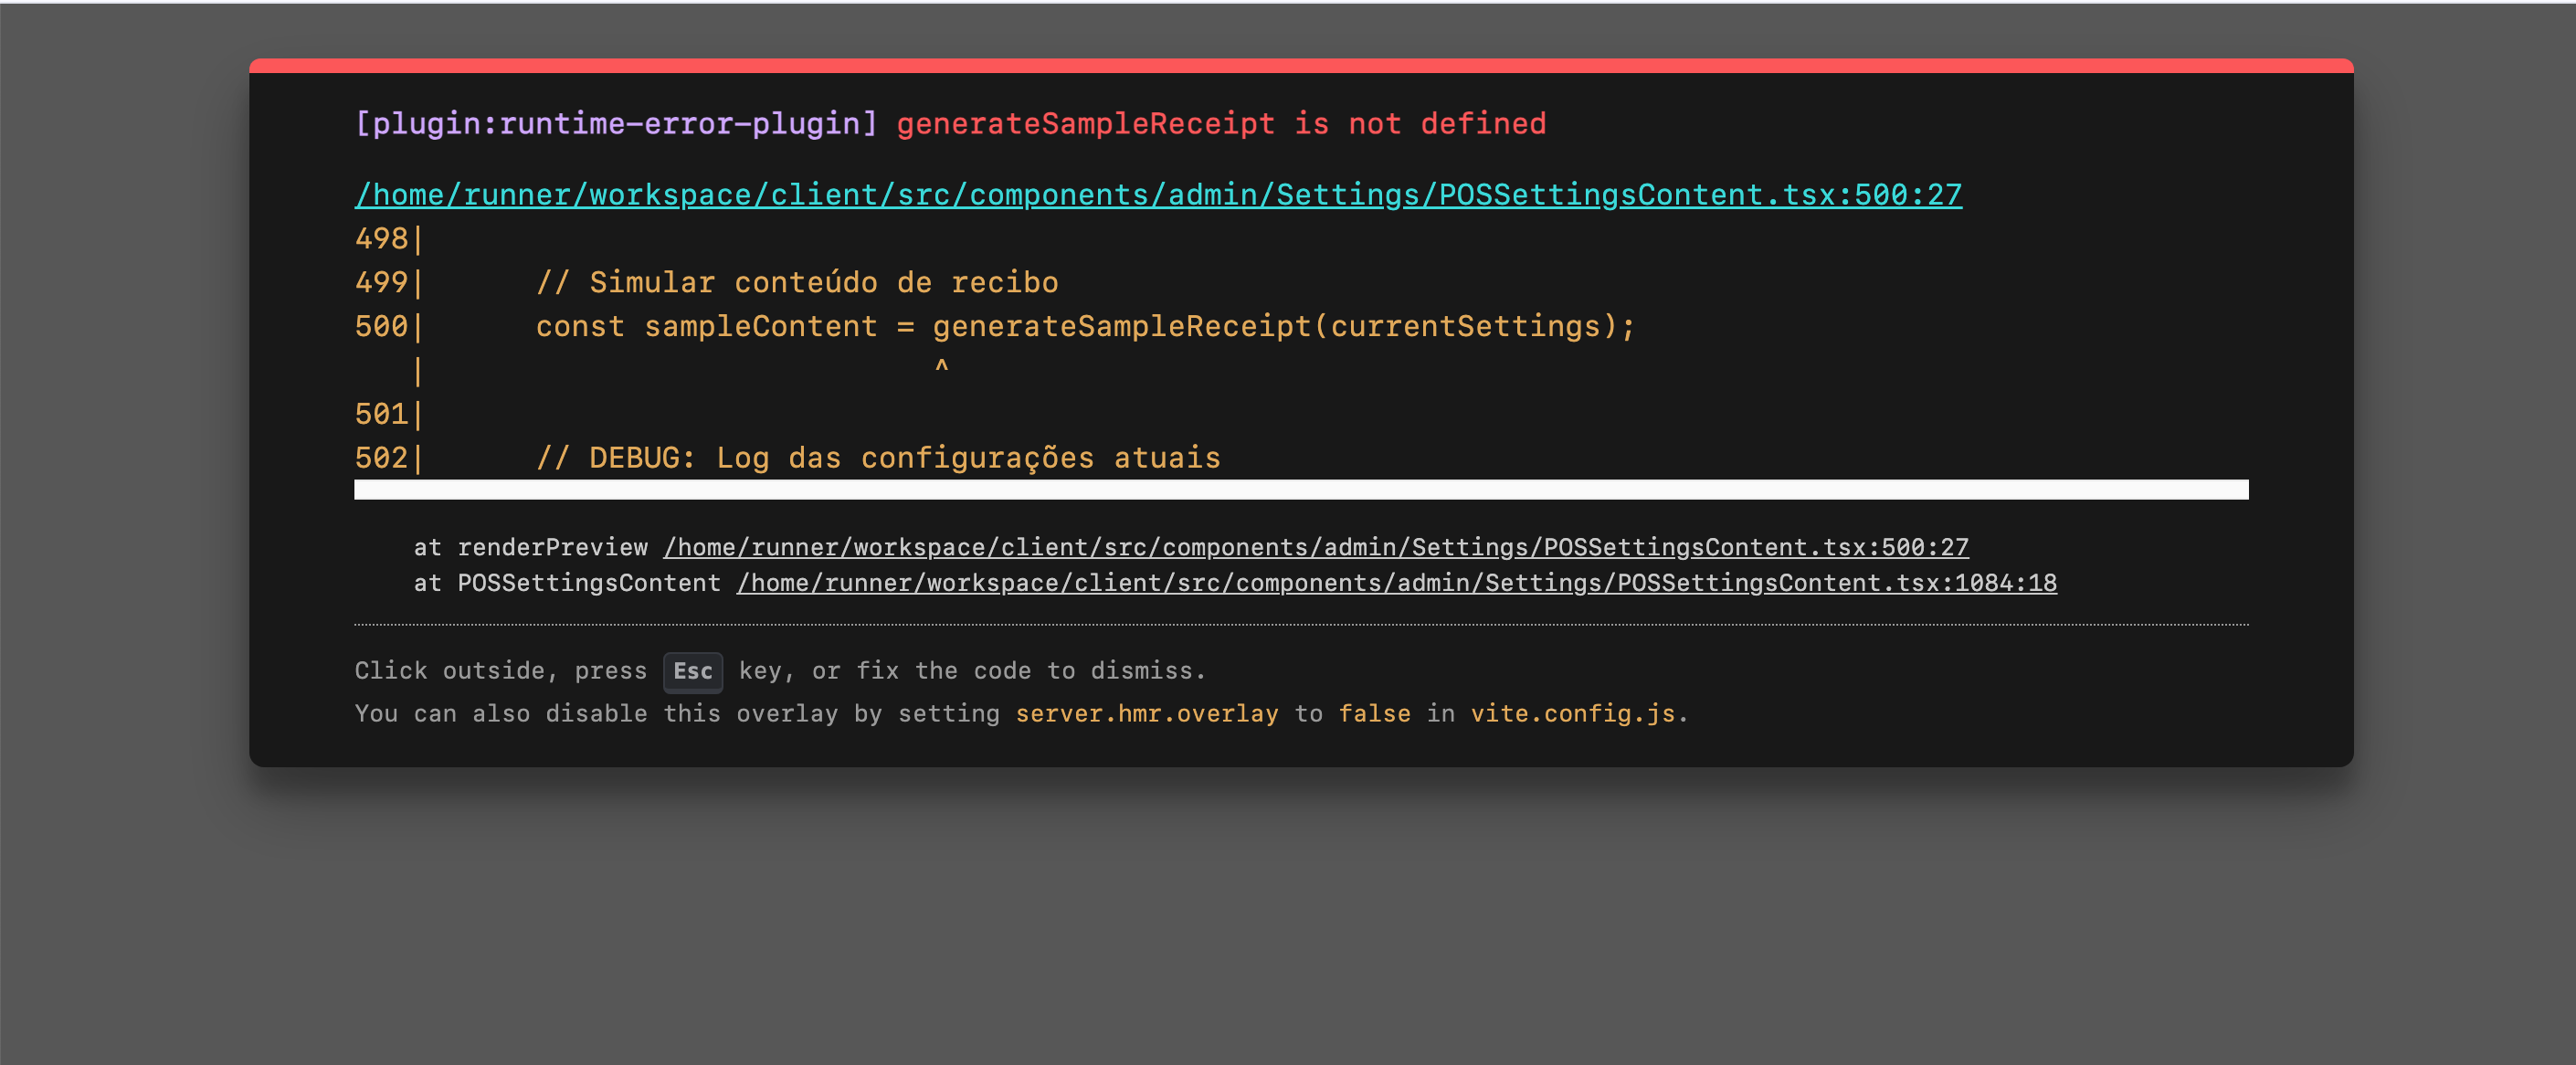 [plugin:runtime-error-plugin] generateSampleReceipt is not defined
/home/runner/workspace/client/src/components/admin/Settings/POSSettingsContent.tsx:500:27
498|
499|      // Simular conteúdo de recibo
500|      const sampleContent = generateSampleReceipt(currentSettings);
   |                            ^
501|
502|      // DEBUG: Log das configurações atuais
at renderPreview /home/runner/workspace/client/src/components/admin/Settings/POSSettingsContent.tsx:500:27
at POSSettingsContent /home/runner/workspace/client/src/components/admin/Settings/POSSettingsContent.tsx:1084:18
Click outside, press Esc key, or fix the code to dismiss.
You can also disable this overlay by setting server.hmr.overlay to false in vite.config.js.